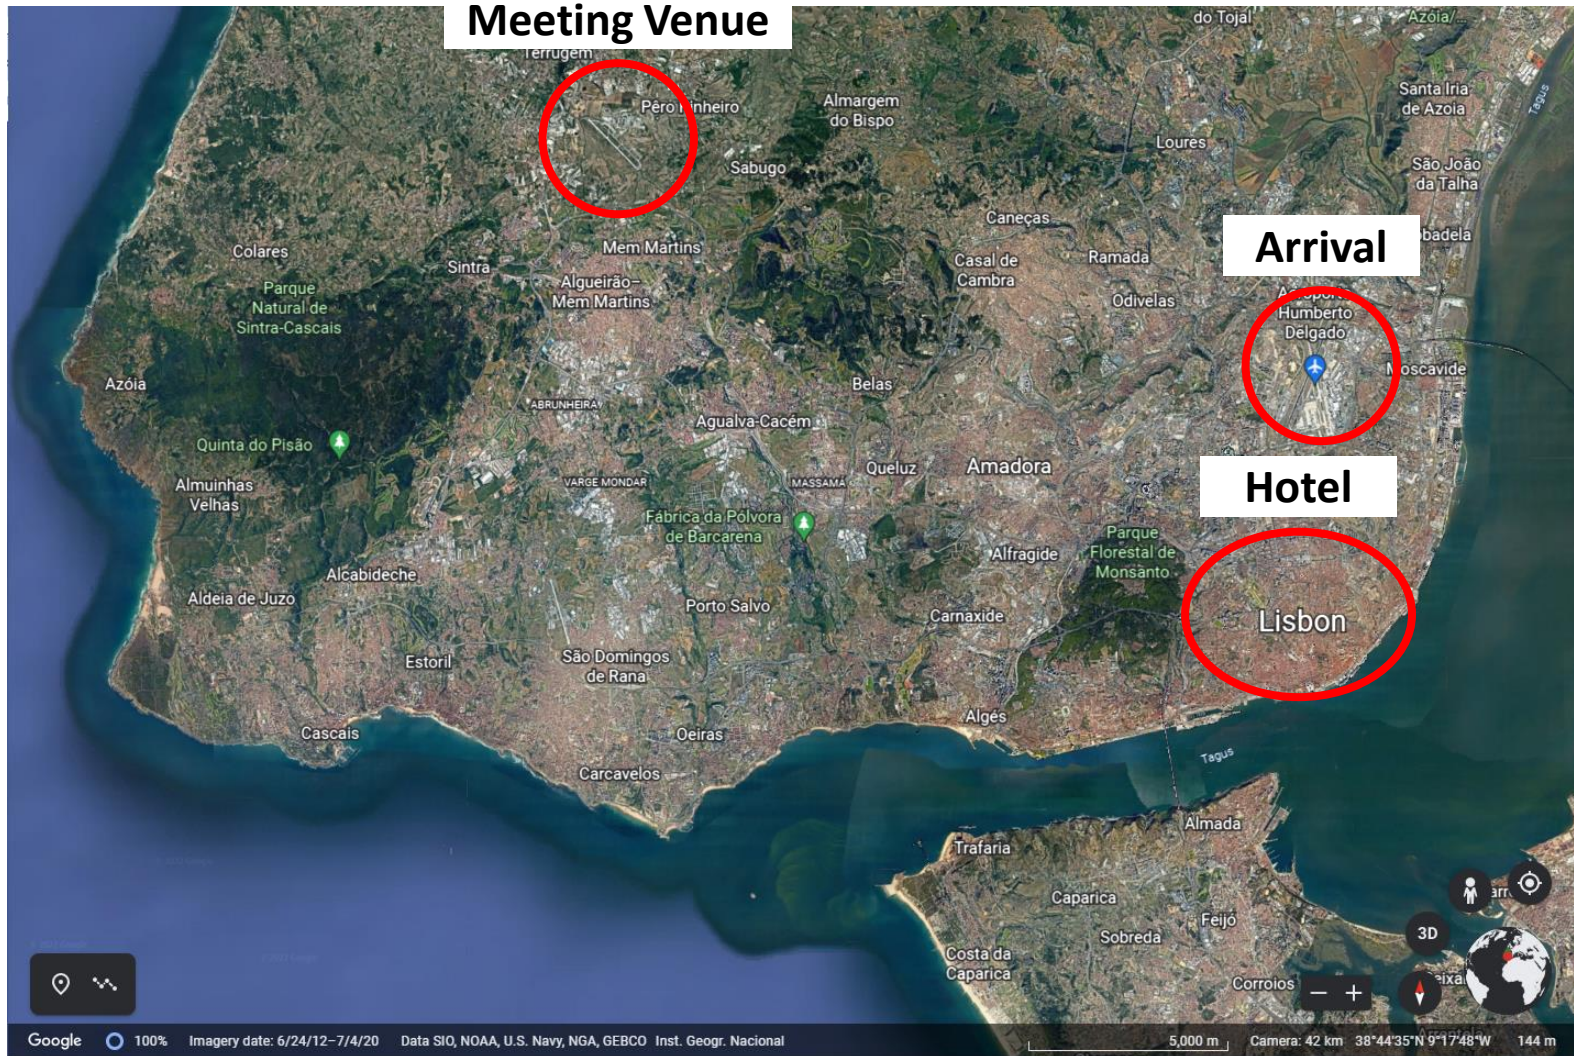 Meeting Venue
do Tojal
Azóia/...
Terrugem
Santa Iria
de Azoia
Tagus
Almargem
do Bispo
Pêro Pinheiro
Loures
Sabugo
São João
da Talha
Caneças
Arrival
Colares
Sintra
Mem Martins
Casal de
Cambra
Ramada
Parque
Natural de
Sintra-Cascais
Algueirão–
Mem Martins
Odivelas
Aeroporto
Humberto
Delgado
Moscavide
Azóia
ABRUNHEIRA
Belas
Agualva-Cacém
Quinta do Pisão
Queluz
Amadora
Almuinhas
Velhas
VARGE MONDAR
MASSAMÁ
Hotel
Fábrica da Pólvora
de Barcarena
Parque
Florestal de
Monsanto
Alfragide
Alcabideche
Aldeia de Juzo
Porto Salvo
Carnaxide
Lisbon
Estoril
São Domingos
de Rana
Algés
Cascais
Oeiras
Tagus
Carcavelos
Almada
Trafaria
Caparica
Feijó
Sobreda
3D
Costa da
Caparica
Corroios
Google 100% Imagery date: 6/24/12–7/4/20 Data SIO, NOAA, U.S. Navy, NGA, GEBCO Inst. Geogr. Nacional 5,000 m Camera: 42 km 38°44'35"N 9°17'48"W 144 m